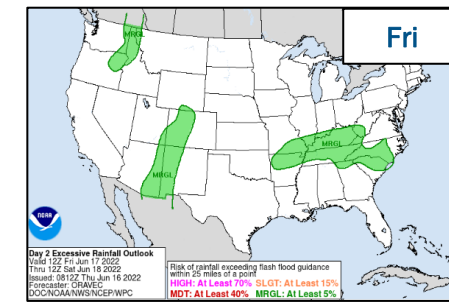 Fri
MRGL
MRGL
MRGL
NOAA
Day 2 Excessive Rainfall Outlook
Valid 12Z Fri Jun 17 2022
Thru 12Z Sat Jun 18 2022
Issued: 0812Z Thu Jun 16 2022
Forecaster: ORAVEC
DOC/NOAA/NWS/NCEP/WPC
Risk of rainfall exceeding flash flood guidance
within 25 miles of a point
HIGH: At Least 70% SLGT: At Least 15%
MDT: At Least 40% MRGL: At Least 5%